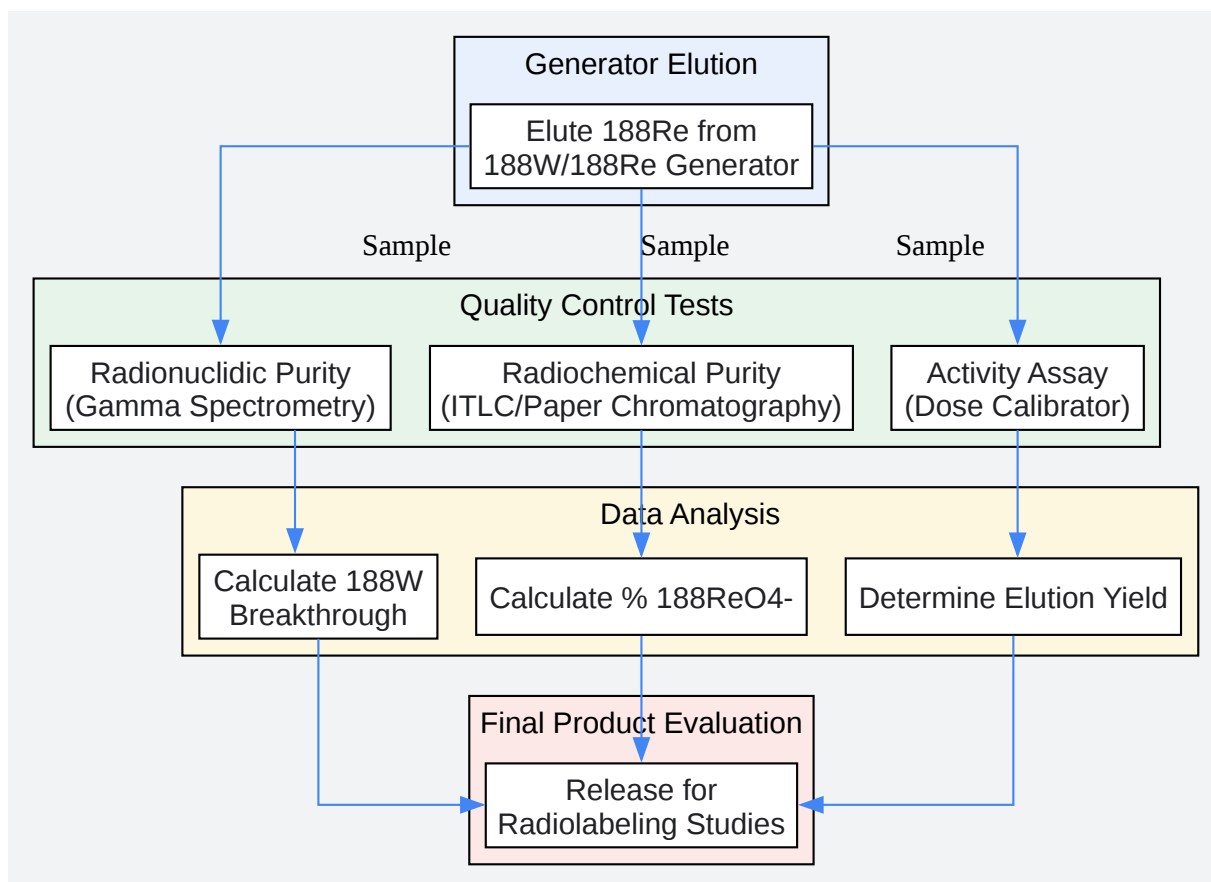 Generator Elution
Elute 188Re from
188W/188Re Generator
Sample
Sample
Sample
Quality Control Tests
Radionuclidic Purity
(Gamma Spectrometry)
Radiochemical Purity
(ITLC/Paper Chromatography)
Activity Assay
(Dose Calibrator)
Data Analysis
Calculate 188W
Breakthrough
Calculate % 188ReO4-
Determine Elution Yield
Final Product Evaluation
Release for
Radiolabeling Studies